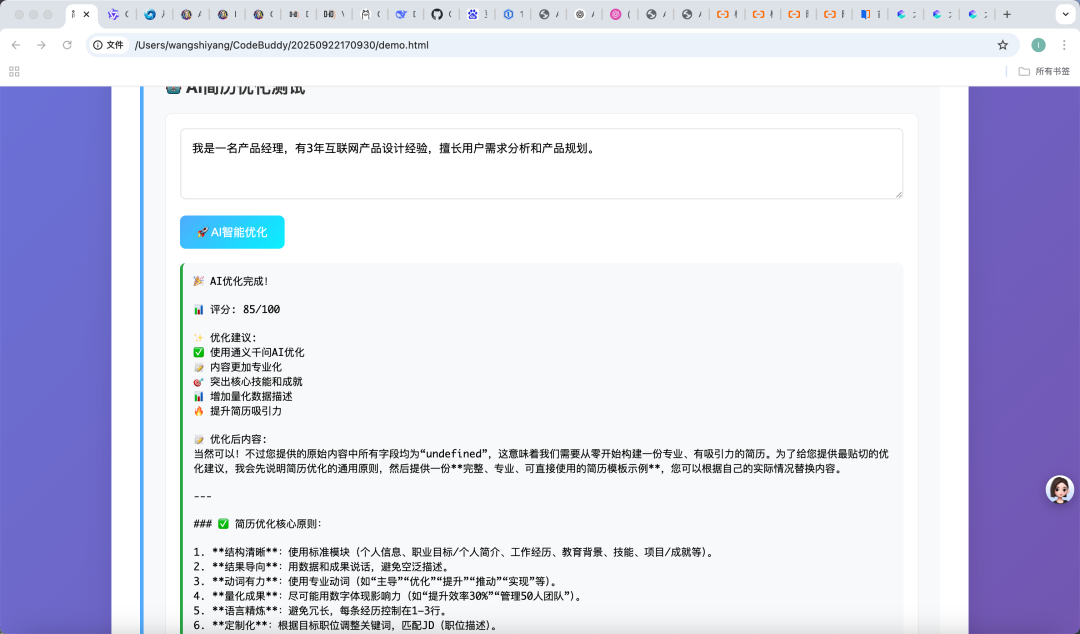 文件
/Users/wangshiyang/CodeBuddy/20250922170930/demo.html
所有书签
AI简历优化测试
我是一名产品经理，有3年互联网产品设计经验，擅长用户需求分析和产品规划。
🚀 AI智能优化
🎉 AI优化完成!
📊 评分: 85/100
✨ 优化建议:
✅ 使用通义千问AI优化
📝 内容更加专业化
🎯 突出核心技能和成就
📊 增加量化数据描述
🔥 提升简历吸引力
📝 优化后内容:
当然可以！不过您提供的原始内容中所有字段均为“undefined”，这意味着我们需要从零开始构建一份专业、有吸引力的简历。为了给您提供最贴切的优
化建议，我会先说明简历优化的通用原则，然后提供一份**完整、专业、可直接使用的简历模板示例**，您可以根据自己的实际情况替换内容。
---
### ✅ 简历优化核心原则：
1. **结构清晰**：使用标准模块（个人信息、职业目标/个人简介、工作经历、教育背景、技能、项目/成就等）。
2. **结果导向**：用数据和成果说话，避免空泛描述。
3. **动词有力**：使用专业动词（如“主导”“优化”“提升”“推动”“实现”等）。
4. **量化成果**：尽可能用数字体现影响力（如“提升效率30%”“管理50人团队”）。
5. **语言精炼**：避免冗长，每条经历控制在1-3行。
6. **定制化**：根据目标职位调整关键词，匹配JD（职位描述）。